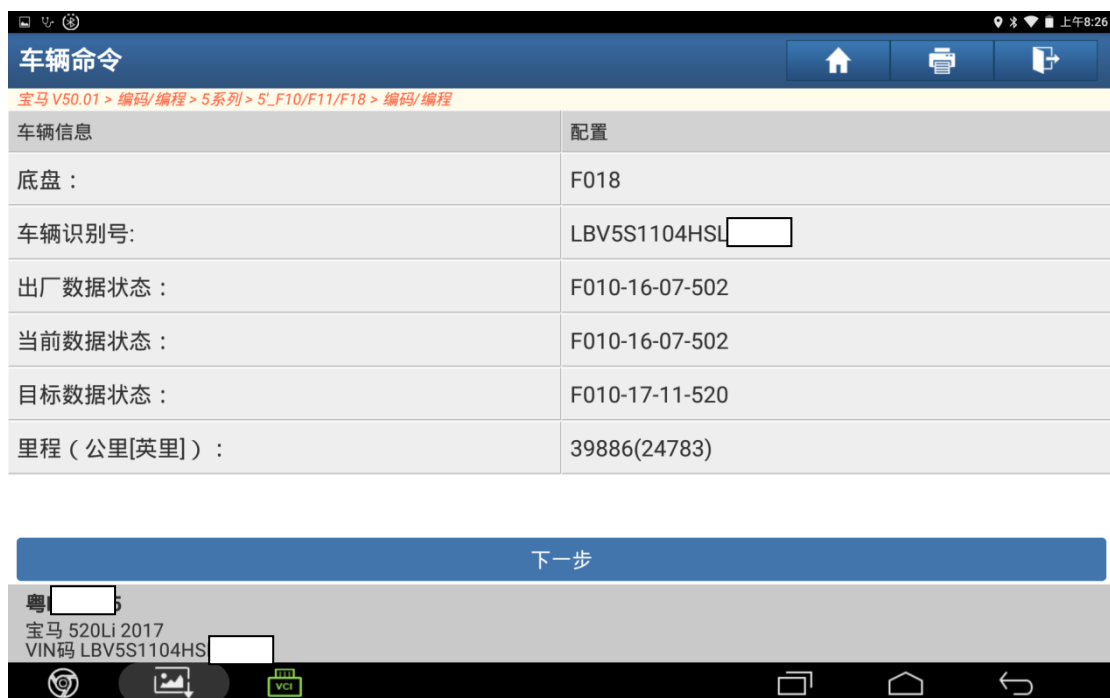 上午8:26
车辆命令
宝马 V50.01 > 编码/编程 > 5系列 > 5'_F10/F11/F18 > 编码/编程
车辆信息 配置
底盘： F018
车辆识别号: LBV5S1104HSL
出厂数据状态： F010-16-07-502
当前数据状态： F010-16-07-502
目标数据状态： F010-17-11-520
里程（公里[英里]）： 39886(24783)
下一步
粤
宝马 520Li 2017
VIN码 LBV5S1104HS
VCI